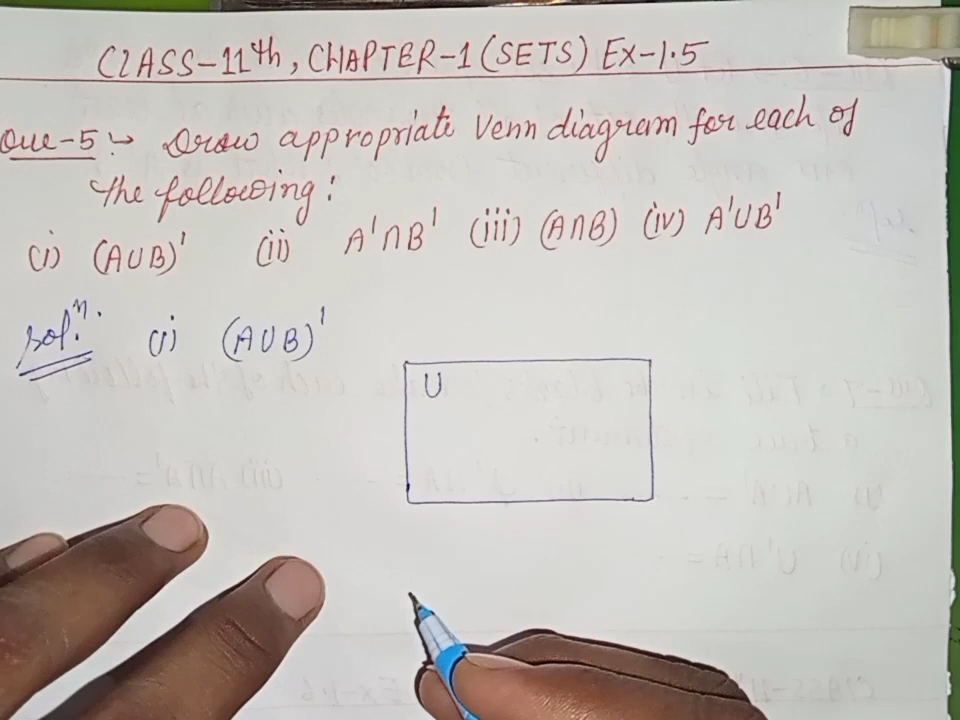 CLASS-11th, CHAPTER-1 (SETS) Ex-1.5
Que-5:→ Draw appropriate Venn diagram for each of
the following:
(i) (A∪B)' (ii) A'∩B' (iii) (A∩B) (iv) A'∪B'
Solⁿ. (i) (A∪B)'
U